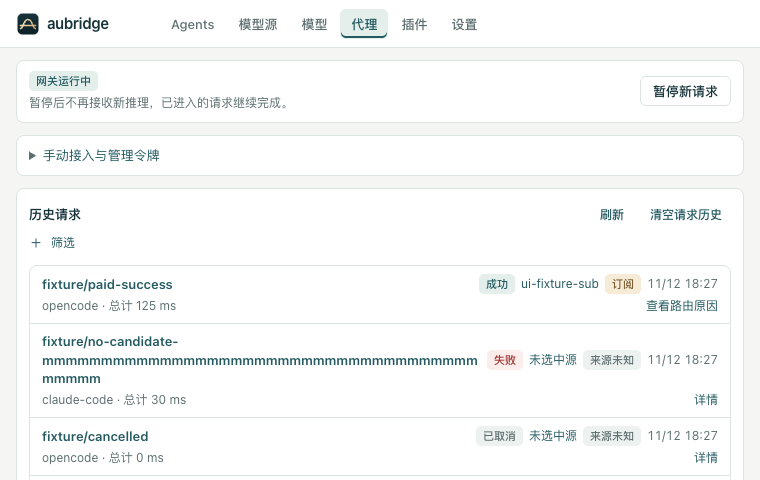 aubridge
Agents 模型源 模型 代理 插件 设置
网关运行中
暂停后不再接收新推理，已进入的请求继续完成。
暂停新请求
手动接入与管理令牌
历史请求 刷新 清空请求历史
＋ 筛选
fixture/paid-success 成功 ui-fixture-sub 订阅 11/12 18:27
opencode · 总计 125 ms 查看路由原因
fixture/no-candidate-
mmmmmmmmmmmmmmmmmmmmmmmmmmmmmmmmmmmmm 失败 未选中源 来源未知 11/12 18:27
mmmmm
claude-code · 总计 30 ms 详情
fixture/cancelled 已取消 未选中源 来源未知 11/12 18:27
opencode · 总计 0 ms 详情